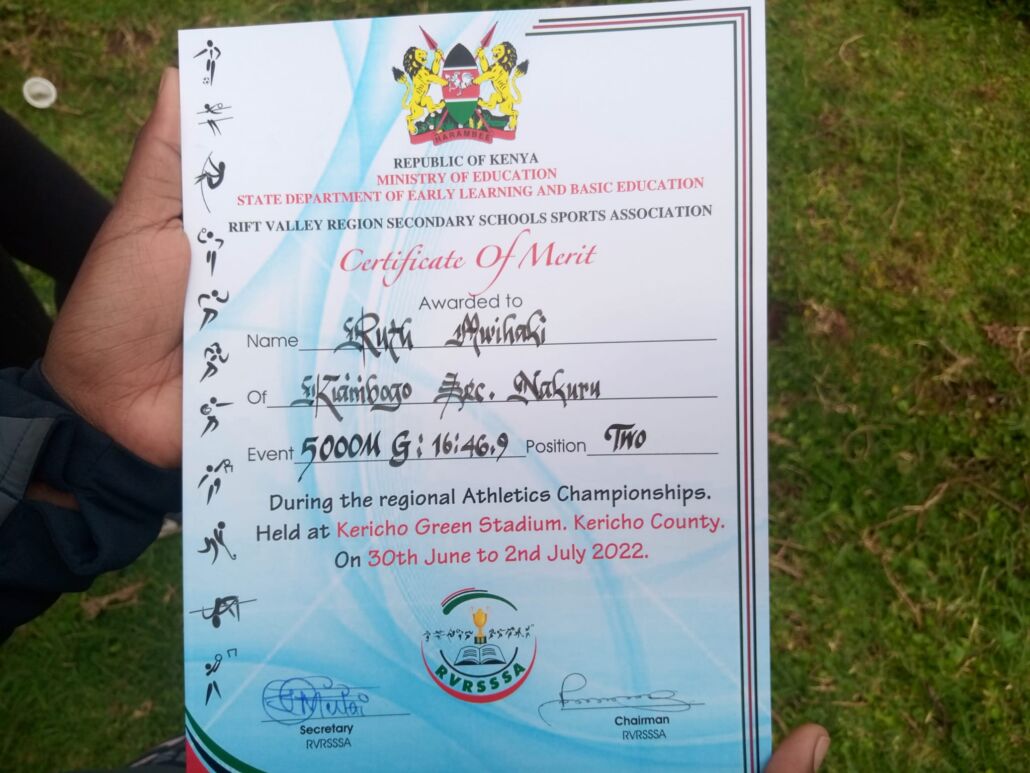 HARAMBEE
REPUBLIC OF KENYA
MINISTRY OF EDUCATION
STATE DEPARTMENT OF EARLY LEARNING AND BASIC EDUCATION
RIFT VALLEY REGION SECONDARY SCHOOLS SPORTS ASSOCIATION
Certificate Of Merit
Awarded to
Name Ruth Mwihaki
Of Kiambogo Sec. Nakuru
Event 5000M G: 16:46.9 Position Two
During the regional Athletics Championships.
Held at Kericho Green Stadium. Kericho County.
On 30th June to 2nd July 2022.
RVRSSSA
Secretary
RVRSSSA
Chairman
RVRSSSA